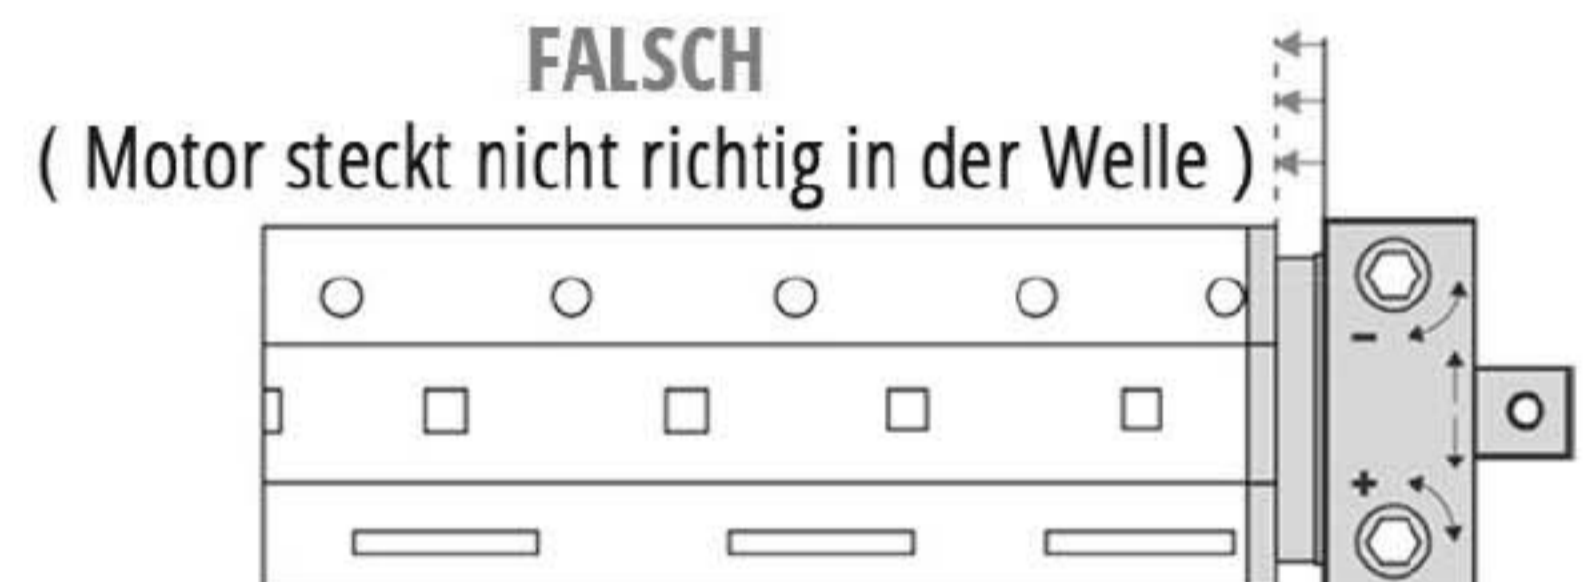 FALSCH
( Motor steckt nicht richtig in der Welle )
-
+